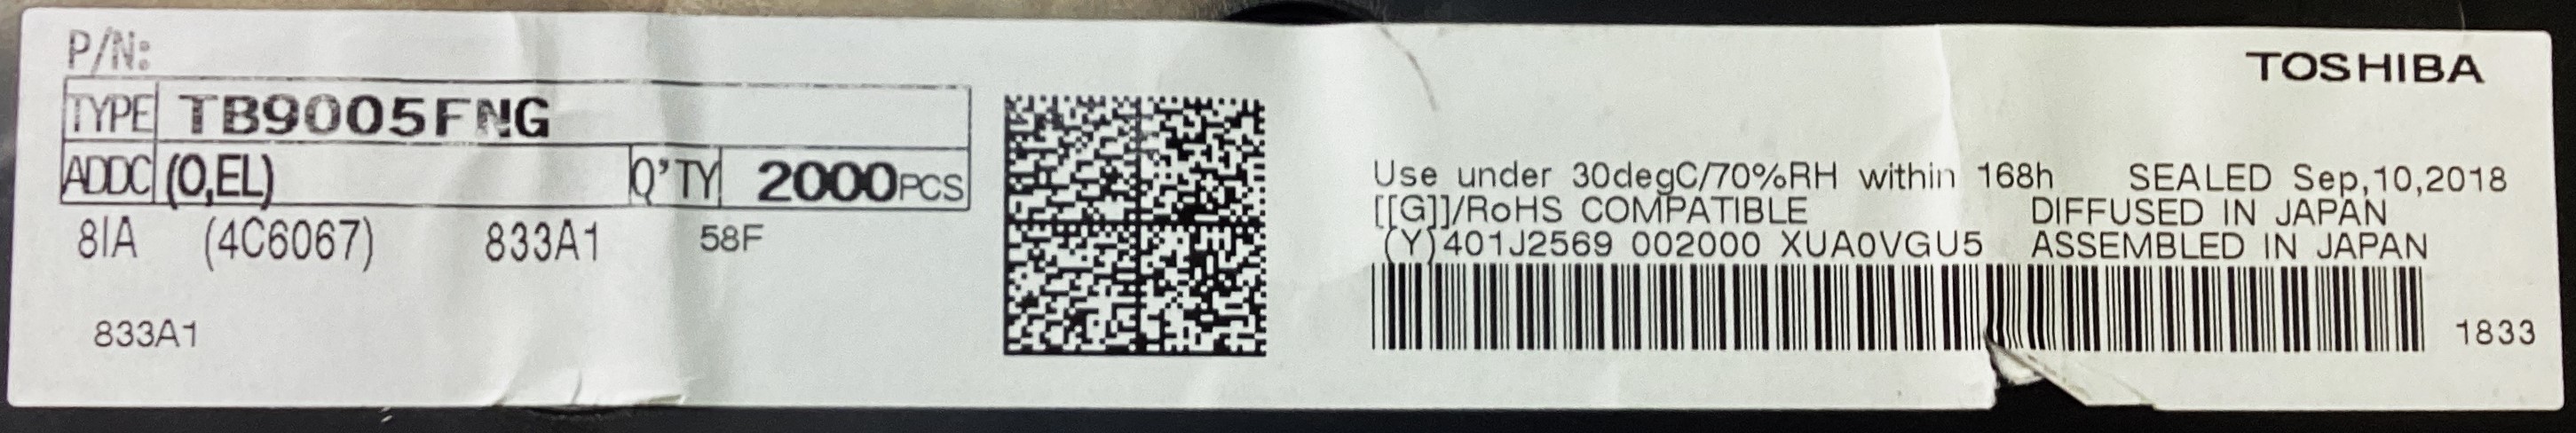 P/N:
TYPE TB9005FNG
ADDC (O,EL) Q'TY 2000PCS
8IA (4C6067) 833A1 58F
833A1
TOSHIBA
Use under 30degC/70%RH within 168h SEALED Sep,10,2018
[[G]]/RoHS COMPATIBLE DIFFUSED IN JAPAN
(Y)401J2569 002000 XUA0VGU5 ASSEMBLED IN JAPAN
1833